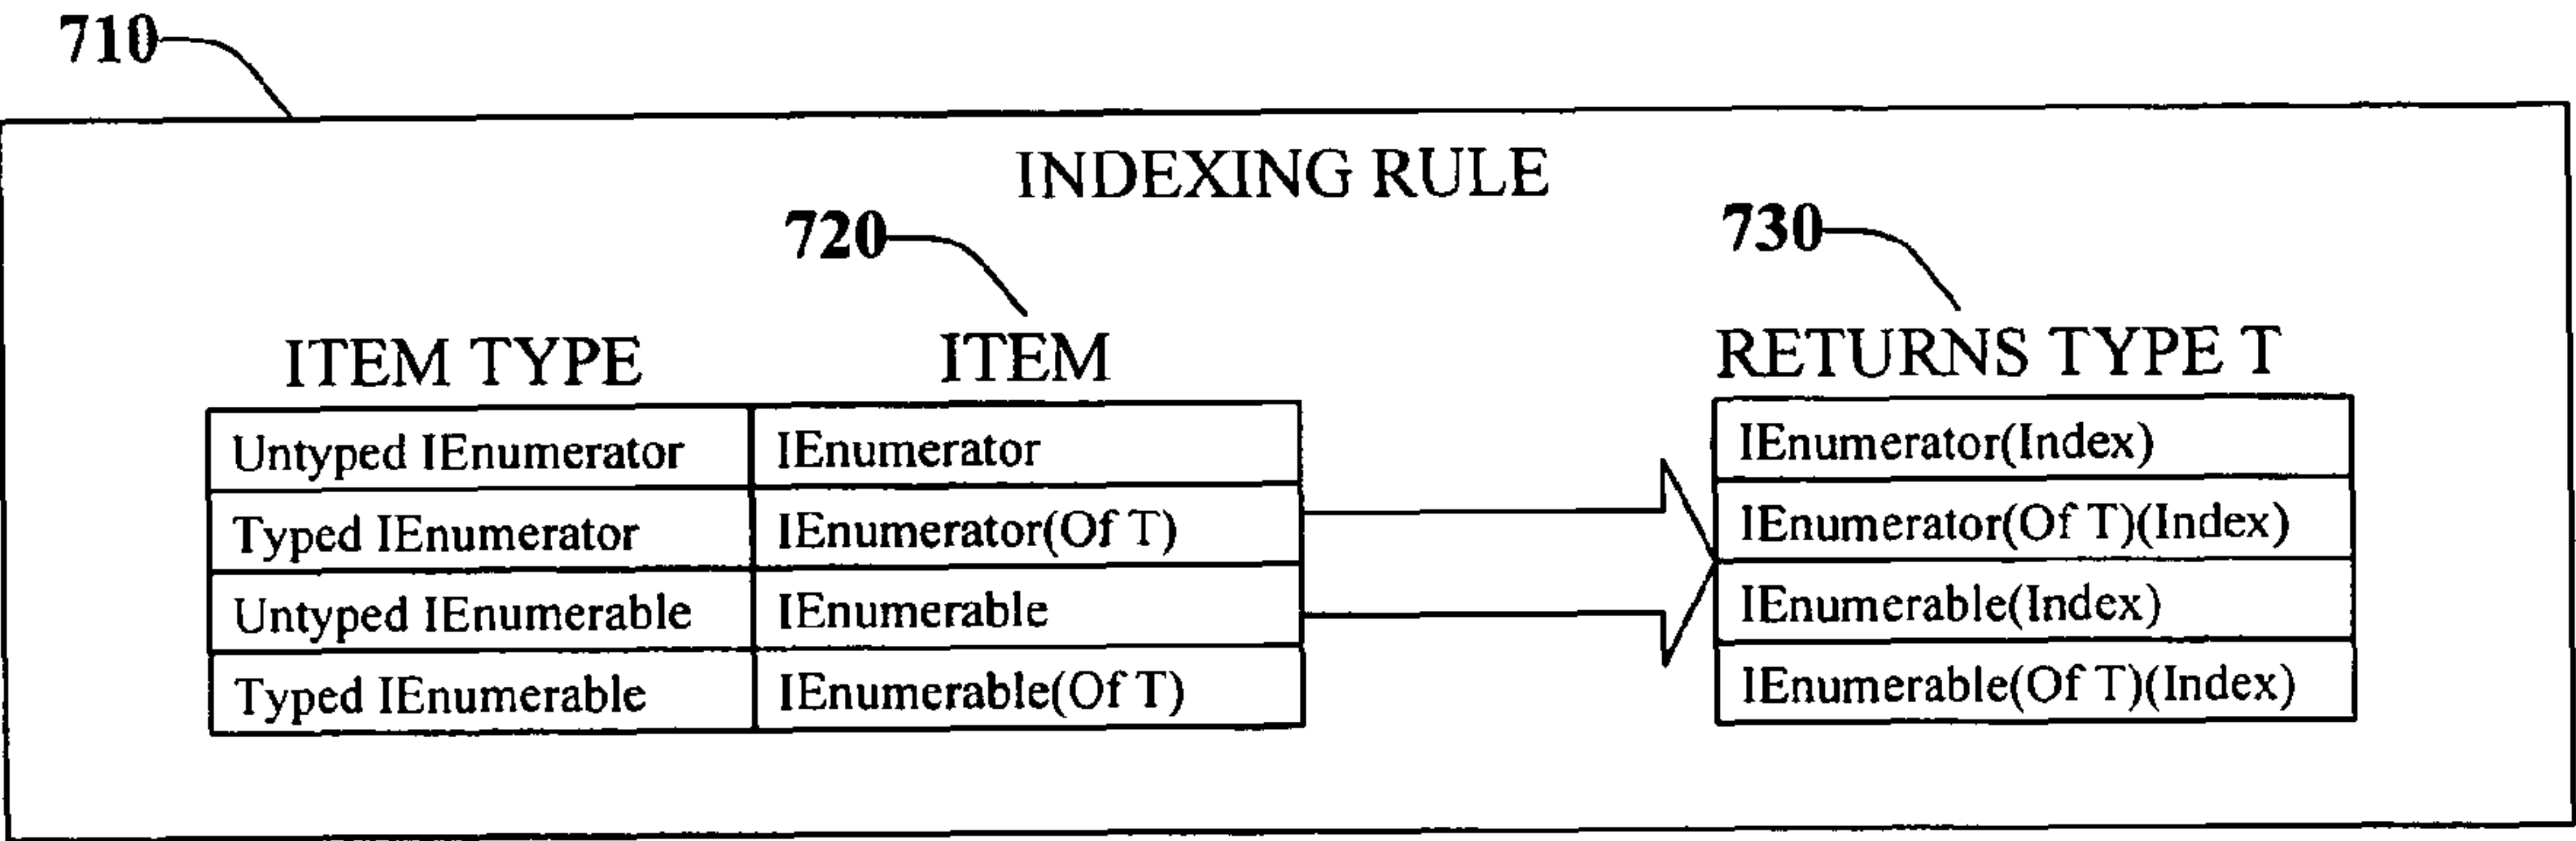 710
INDEXING RULE
720
730
ITEM TYPE ITEM RETURNS TYPE T
Untyped IEnumerator IEnumerator IEnumerator(Index)
Typed IEnumerator IEnumerator(Of T) IEnumerator(Of T)(Index)
Untyped IEnumerable IEnumerable IEnumerable(Index)
Typed IEnumerable IEnumerable(Of T) IEnumerable(Of T)(Index)